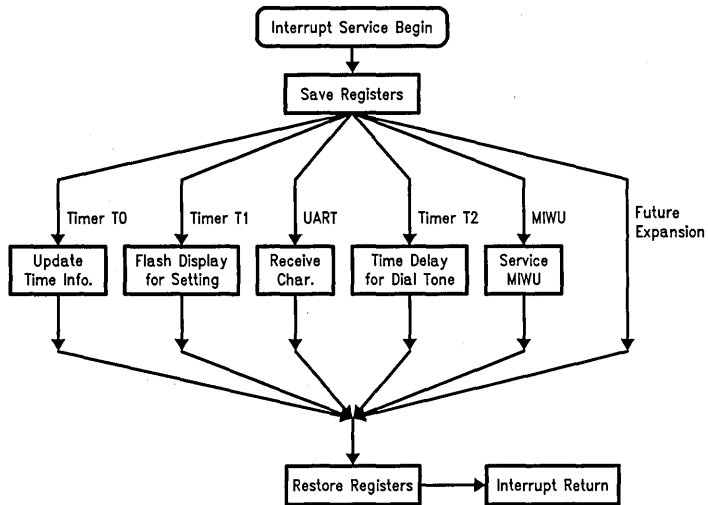 Interrupt Service Begin
Save Registers
Timer T0
Timer T1
UART
Timer T2
MIWU
Future
Expansion
Update
Time Info.
Flash Display
for Setting
Receive
Char.
Time Delay
for Dial Tone
Service
MIWU
Restore Registers
Interrupt Return